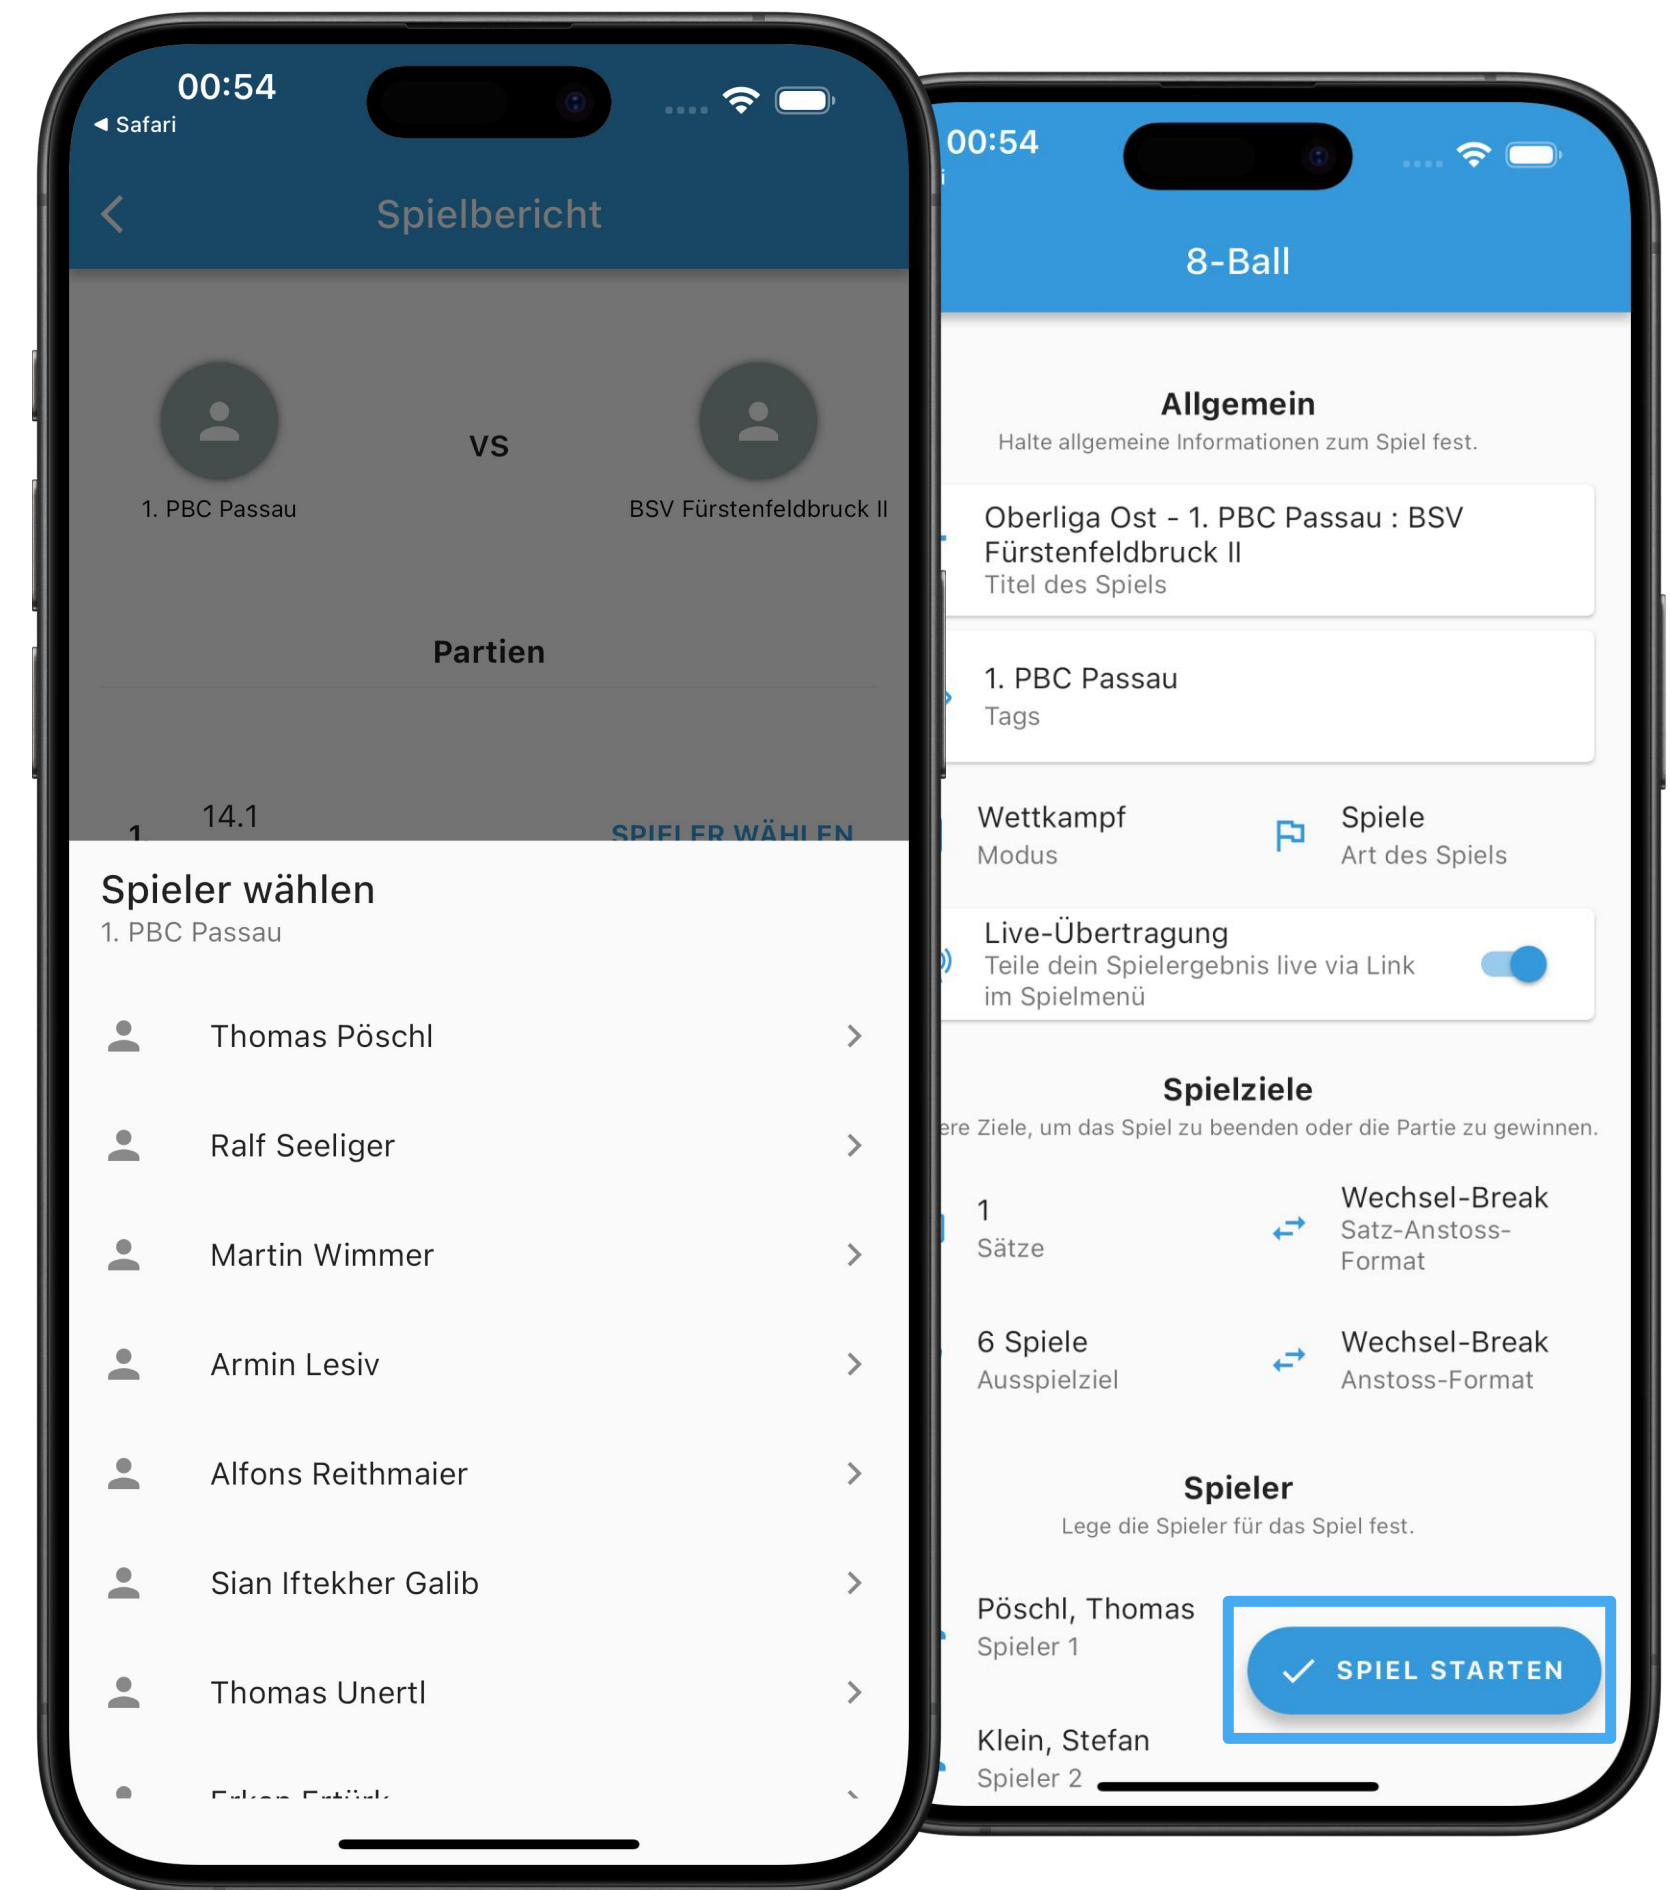 00:54
Safari
Spielbericht
VS
1. PBC Passau
BSV Fürstenfeldbruck II
Partien
14.1
1.
SPIELER WÄHLEN
Spieler wählen
1. PBC Passau
Thomas Pöschl
Ralf Seeliger
Martin Wimmer
Armin Lesiv
Alfons Reithmaier
Sian Iftekher Galib
Thomas Unertl
00:54
8-Ball
Allgemein
Halte allgemeine Informationen zum Spiel fest.
Oberliga Ost - 1. PBC Passau : BSV
Fürstenfeldbruck II
Titel des Spiels
1. PBC Passau
Tags
Wettkampf
Modus
Spiele
Art des Spiels
Live-Übertragung
Teile dein Spielergebnis live via Link
im Spielmenü
Spielziele
Ziele, um das Spiel zu beenden oder die Partie zu gewinnen.
1
Sätze
Wechsel-Break
Satz-Anstoss-
Format
6 Spiele
Ausspielziel
Wechsel-Break
Anstoss-Format
Spieler
Lege die Spieler für das Spiel fest.
Pöschl, Thomas
Spieler 1
SPIEL STARTEN
Klein, Stefan
Spieler 2